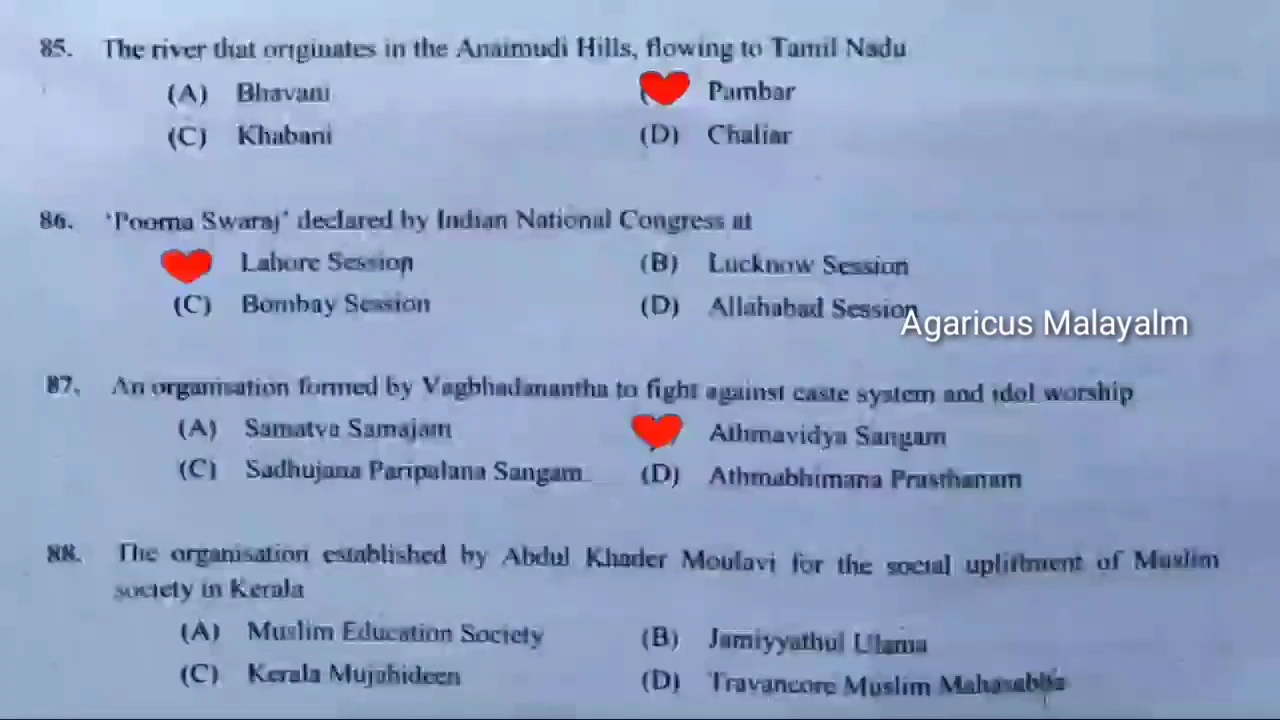 85. The river that originates in the Anaimudi Hills, flowing to Tamil Nadu
(A) Bhavani Pambar
(C) Khabani (D) Chaliar
86. 'Poorna Swaraj' declared by Indian National Congress at
Lahore Session (B) Lucknow Session
(C) Bombay Session (D) Allahabad Session
Agaricus Malayalm
87. An organisation formed by Vagbhadanantha to fight against caste system and idol worship
(A) Samatva Samajam Athmavidya Sangam
(C) Sadhujana Paripalana Sangam (D) Athmabhimana Prasthanam
88. The organisation established by Abdul Khader Moulavi for the social upliftment of Muslim
society in Kerala
(A) Muslim Education Society (B) Jamiyyathul Ulama
(C) Kerala Mujahideen (D) Travancore Muslim Mahasabha